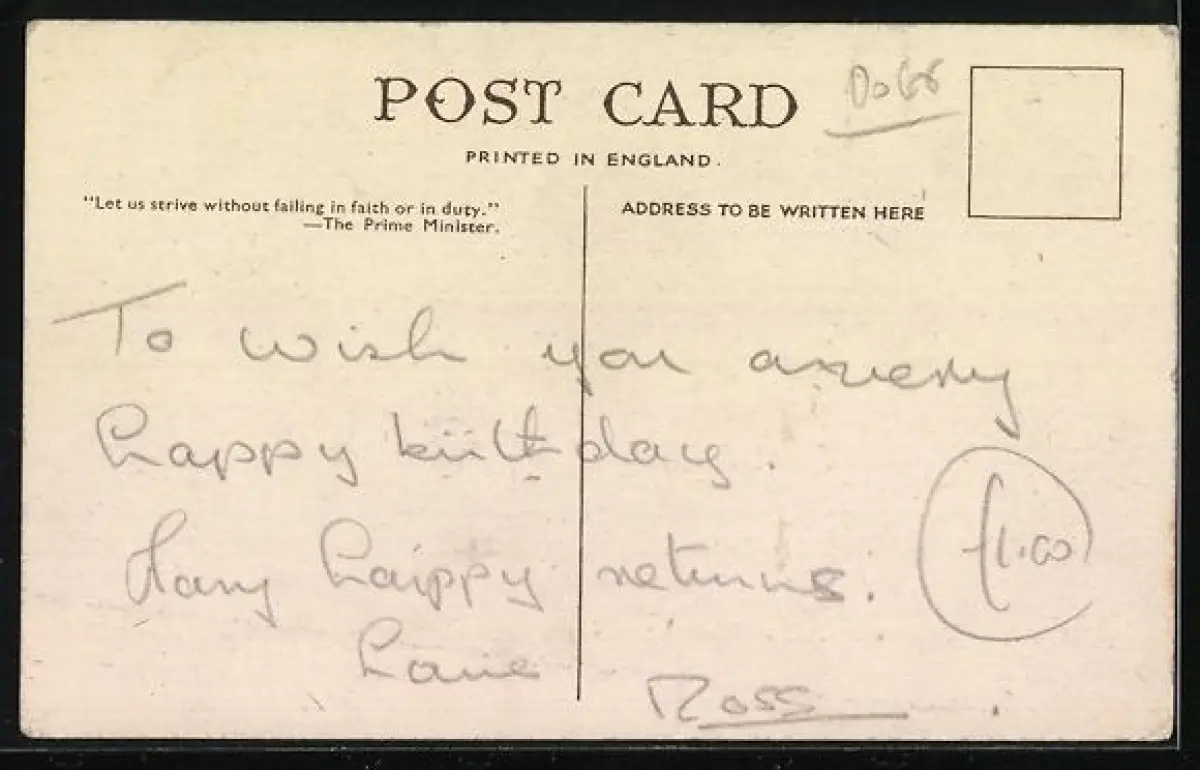 POST CARD
Dogs
PRINTED IN ENGLAND.
"Let us strive without failing in faith or in duty."
—The Prime Minister.
ADDRESS TO BE WRITTEN HERE
To wish you a very
happy birthday.
Many happy returns.
£1.00
Love
Ross